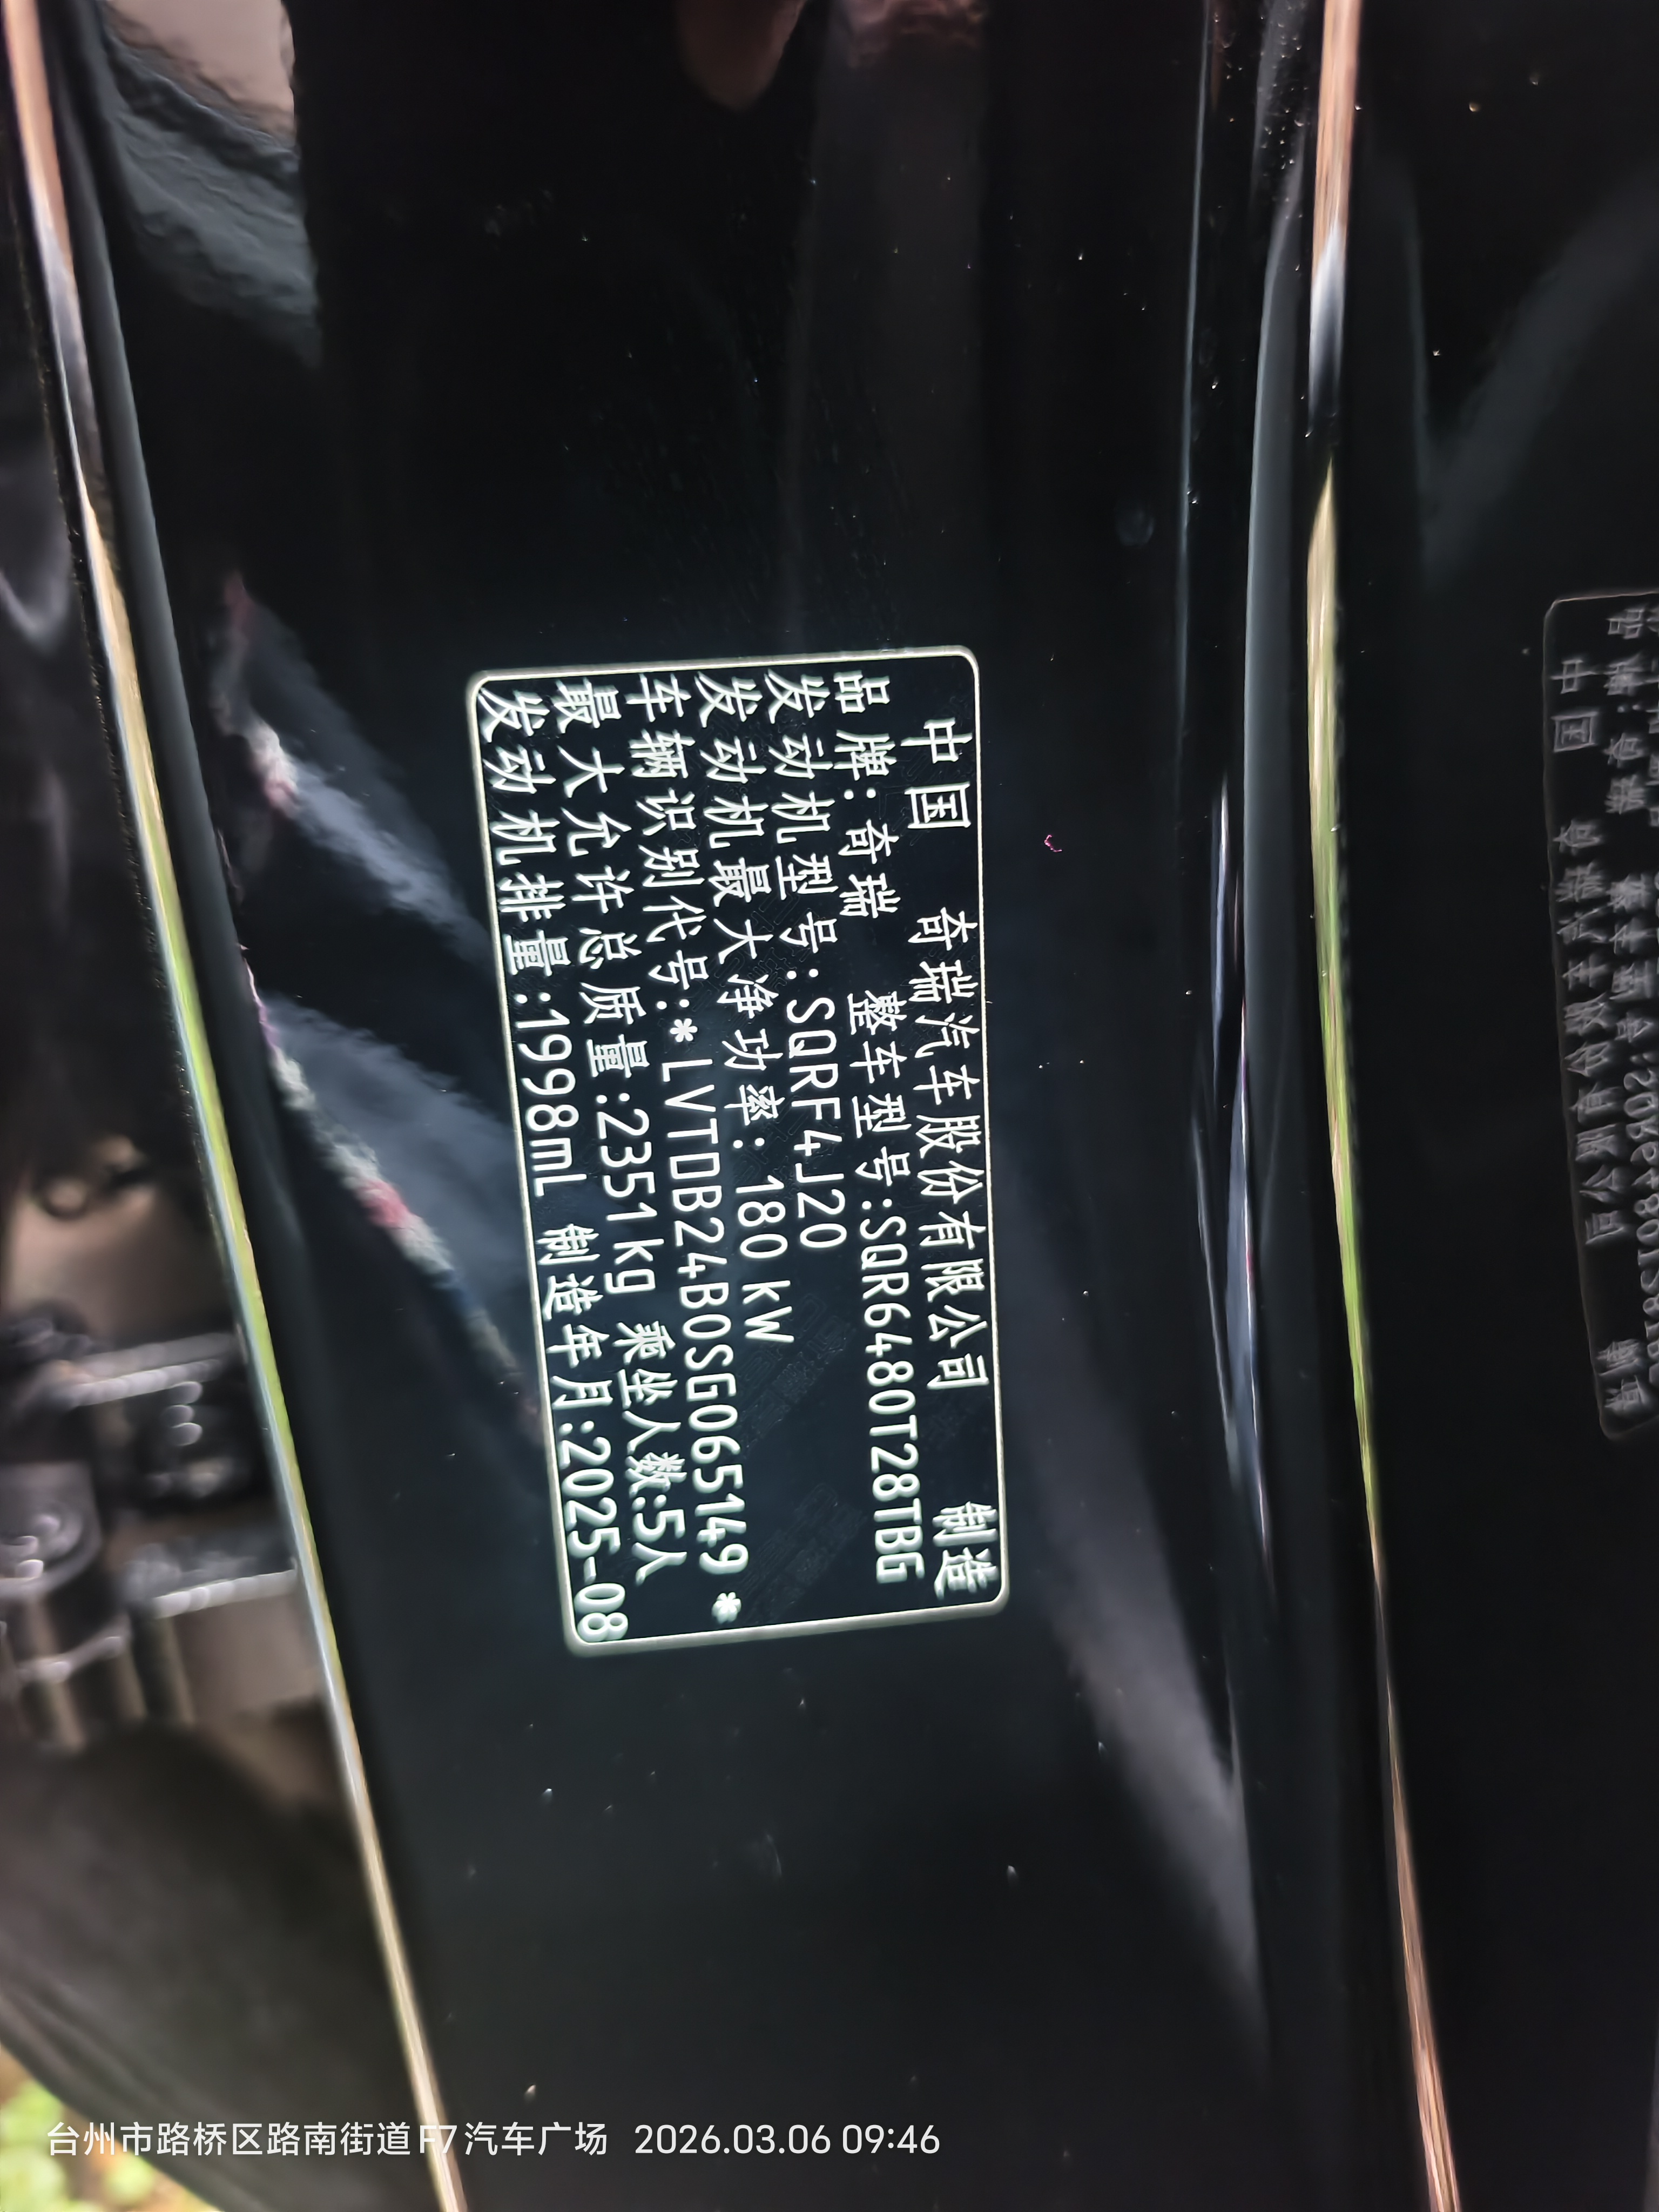 中国 奇瑞汽车股份有限公司 制造
品牌:奇瑞 整车型号:SQR6480T28TBG
发动机型号:SQRF4J20
发动机最大净功率:180 kW
车辆识别代号:*LVTDB24B0SG065149*
最大允许总质量:2351kg 乘坐人数:5人
发动机排量:1998mL 制造年月:2025-08
台州市路桥区路南街道F7汽车广场 2026.03.06 09:46